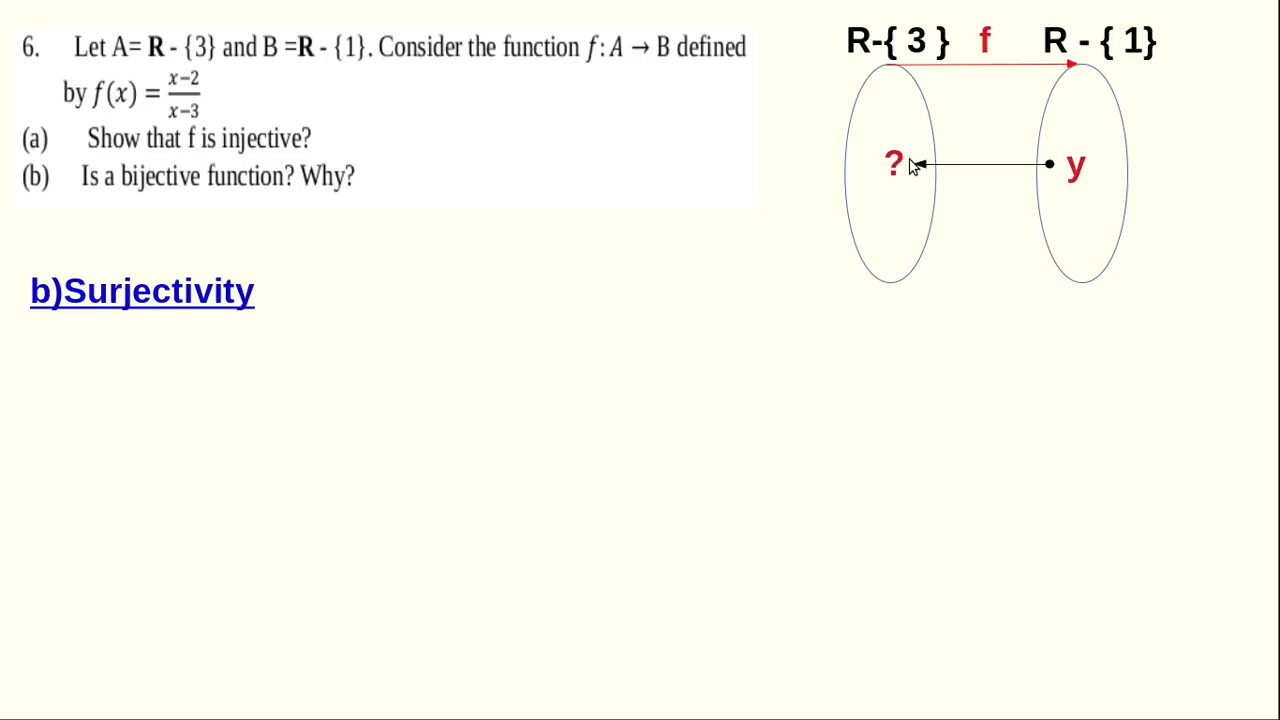 6. Let A= R - {3} and B =R - {1}. Consider the function f: A → B defined
by f(x) = x−2/x−3
(a) Show that f is injective?
(b) Is a bijective function? Why?
R-{ 3 } f R - { 1}
? y
b)Surjectivity